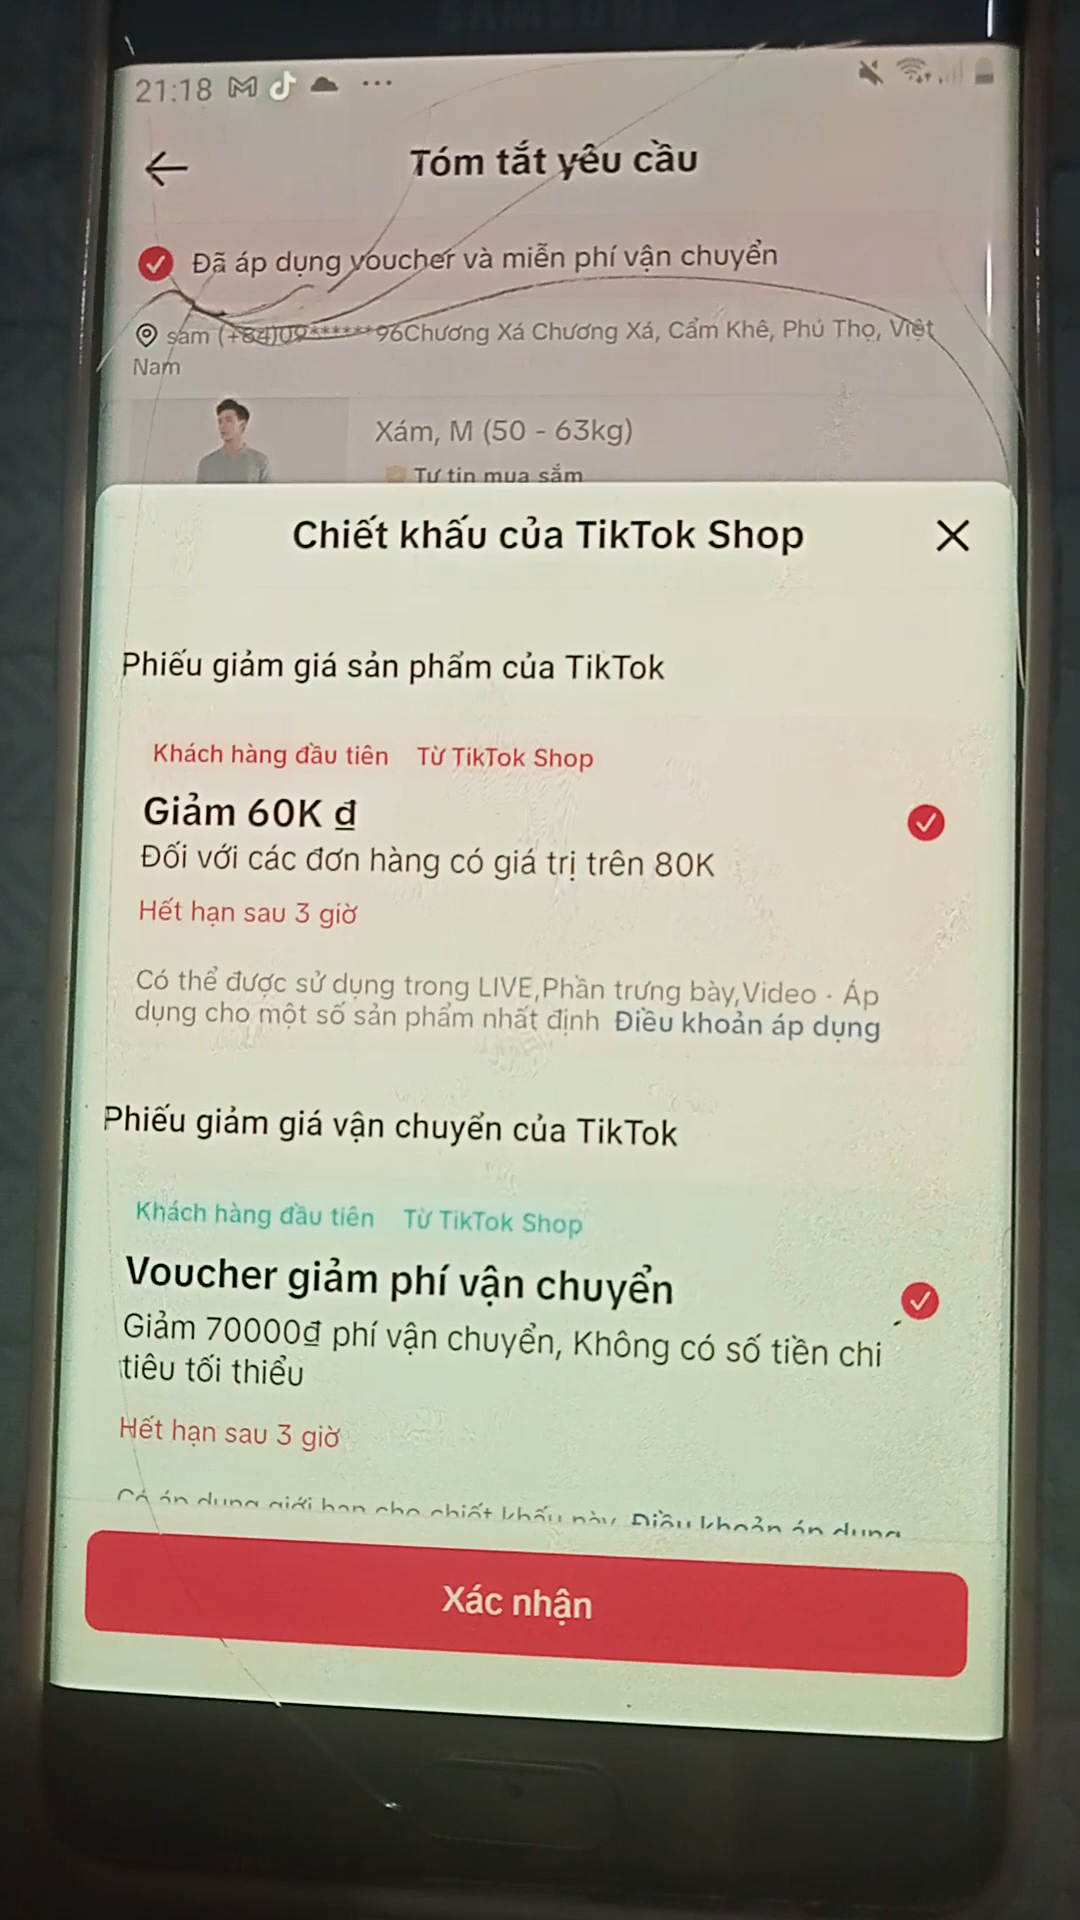 SAMSUNG
21:18
Tóm tắt yêu cầu
Đã áp dụng voucher và miễn phí vận chuyển
sam (+84)09******96Chương Xá Chương Xá, Cẩm Khê, Phú Thọ, Việt
Nam
Xám, M (50 - 63kg)
Tự tin mua sắm
Chiết khấu của TikTok Shop
Phiếu giảm giá sản phẩm của TikTok
Khách hàng đầu tiên Từ TikTok Shop
Giảm 60K ₫
Đối với các đơn hàng có giá trị trên 80K
Hết hạn sau 3 giờ
Có thể được sử dụng trong LIVE,Phần trưng bày,Video · Áp
dụng cho một số sản phẩm nhất định Điều khoản áp dụng
Phiếu giảm giá vận chuyển của TikTok
Khách hàng đầu tiên Từ TikTok Shop
Voucher giảm phí vận chuyển
Giảm 70000₫ phí vận chuyển, Không có số tiền chi
tiêu tối thiểu
Hết hạn sau 3 giờ
Có áp dụng giới hạn cho chiết khấu này Điều khoản áp dụng
Xác nhận